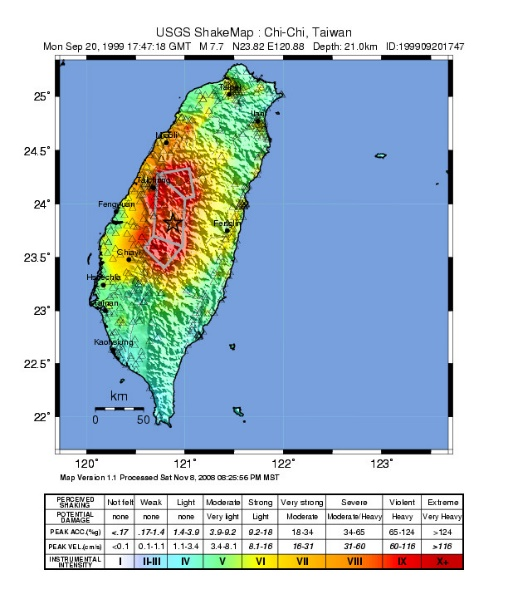 USGS ShakeMap : Chi-Chi, Taiwan
Mon Sep 20, 1999 17:47:18 GMT M 7.7 N23.82 E120.88 Depth: 21.0km ID:199909201747
25°
24.5°
24°
23.5°
23°
22.5°
22°
Taipei
Ilan
Miaoli
Taichung
Fengyuan
Fenglin
Chiayi
Tainan
Kaohsiung
km
0 50
120° 121° 122° 123°
Map Version 1.1 Processed Sat Nov 8, 2008 08:25:56 PM MST
PERCEIVED SHAKING Not felt Weak Light Moderate Strong Very strong Severe Violent Extreme
POTENTIAL DAMAGE none none none Very light Light Moderate Moderate/Heavy Heavy Very Heavy
PEAK ACC.(%g) <.17 .17-1.4 1.4-3.9 3.9-9.2 9.2-18 18-34 34-65 65-124 >124
PEAK VEL.(cm/s) <0.1 0.1-1.1 1.1-3.4 3.4-8.1 8.1-16 16-31 31-60 60-116 >116
INSTRUMENTAL INTENSITY I II-III IV V VI VII VIII IX X+